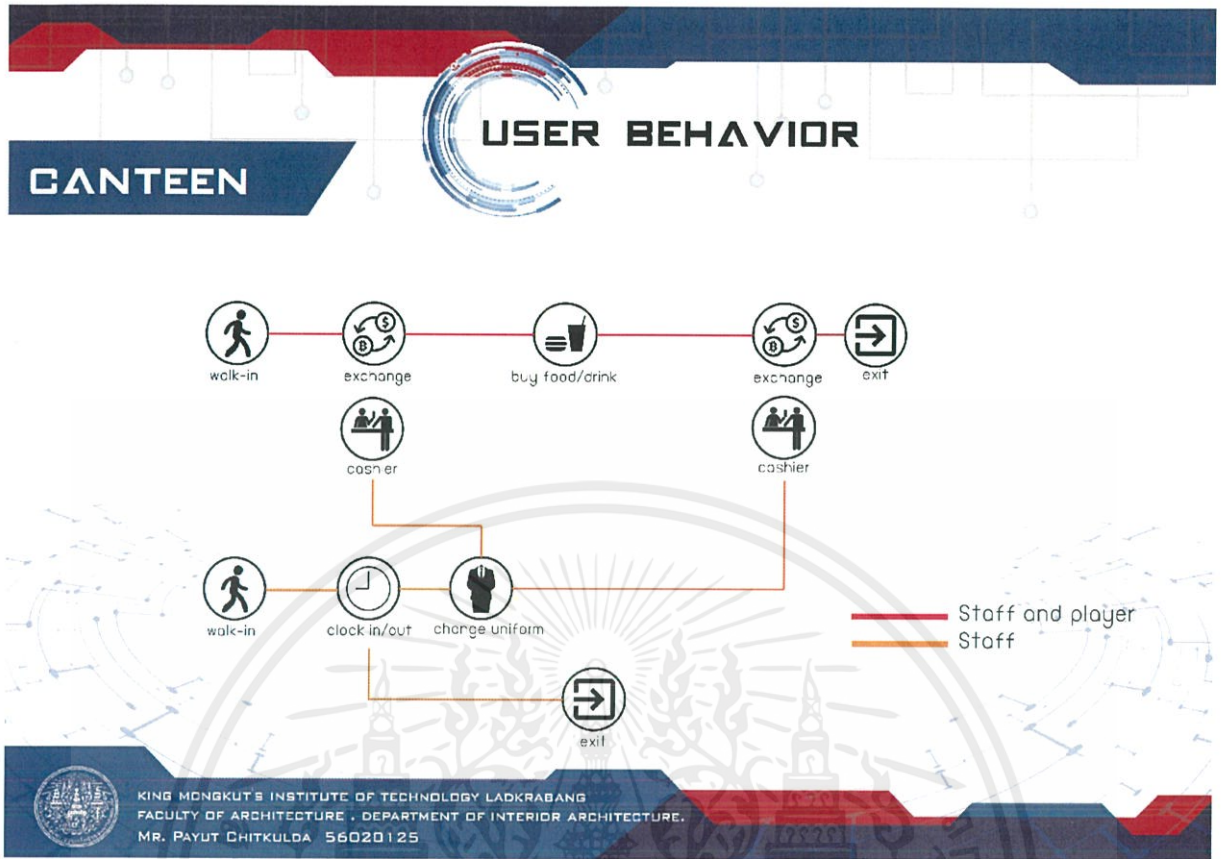 USER BEHAVIOR
CANTEEN
walk-in
exchange
buy food/drink
exchange
exit
cashier
cashier
walk-in
clock in/out
change uniform
Staff and player
Staff
exit
KING MONGKUT'S INSTITUTE OF TECHNOLOGY LADKRABANG
FACULTY OF ARCHITECTURE . DEPARTMENT OF INTERIOR ARCHITECTURE.
MR. PAYUT CHITKULDA 56020125